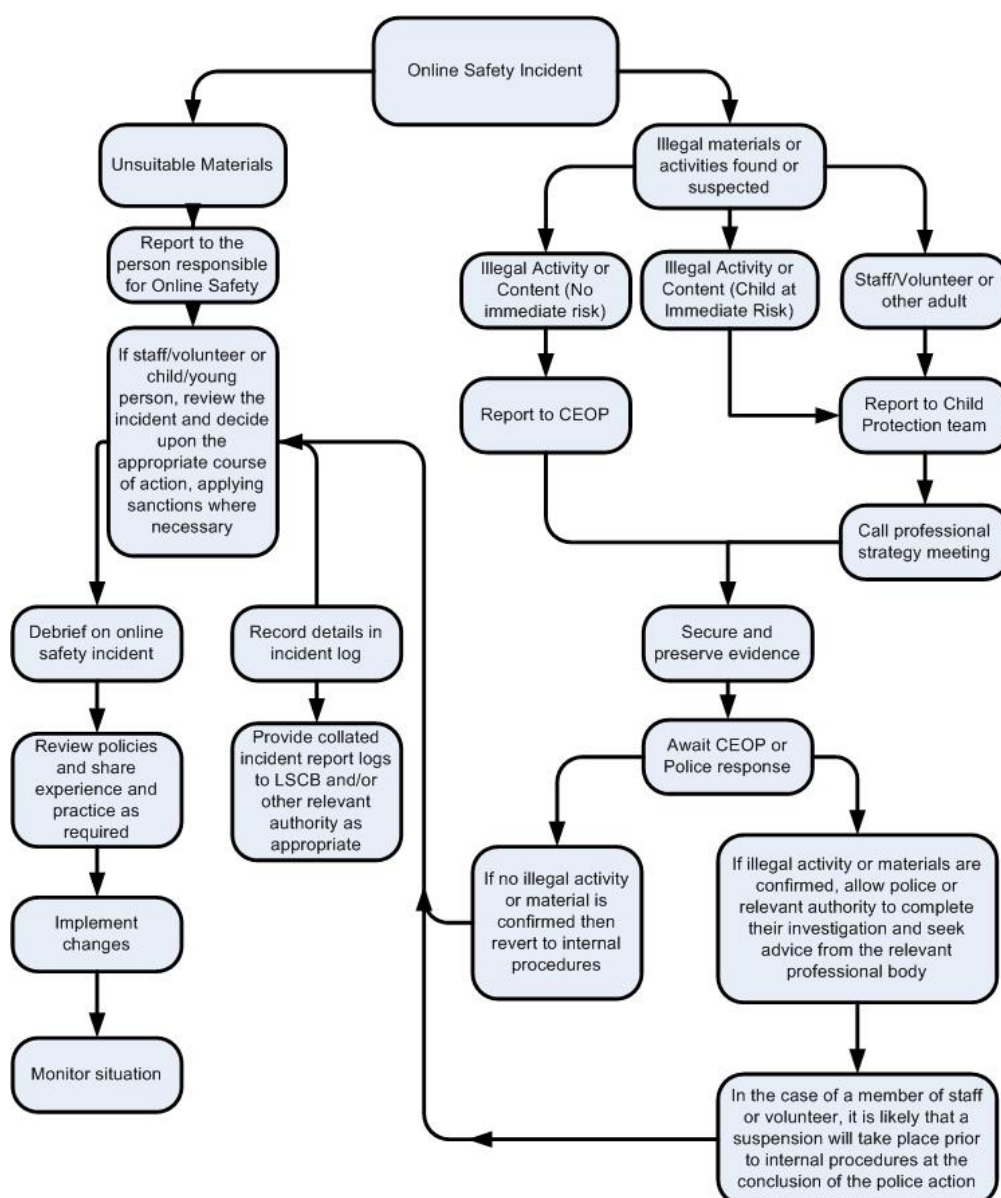 Online Safety Incident
Unsuitable Materials
Report to the
person responsible
for Online Safety
If staff/volunteer or
child/young
person, review the
incident and decide
upon the
appropriate course
of action, applying
sanctions where
necessary
Debrief on online
safety incident
Review policies
and share
experience and
practice as
required
Implement
changes
Monitor situation
Record details in
incident log
Provide collated
incident report logs
to LSCB and/or
other relevant
authority as
appropriate
Illegal materials or
activities found or
suspected
Illegal Activity or
Content (No
immediate risk)
Illegal Activity or
Content (Child at
Immediate Risk)
Staff/Volunteer or
other adult
Report to CEOP
Report to Child
Protection team
Call professional
strategy meeting
Secure and
preserve evidence
Await CEOP or
Police response
If no illegal activity
or material is
confirmed then
revert to internal
procedures
If illegal activity or materials are
confirmed, allow police or
relevant authority to complete
their investigation and seek
advice from the relevant
professional body
In the case of a member of staff
or volunteer, it is likely that a
suspension will take place prior
to internal procedures at the
conclusion of the police action